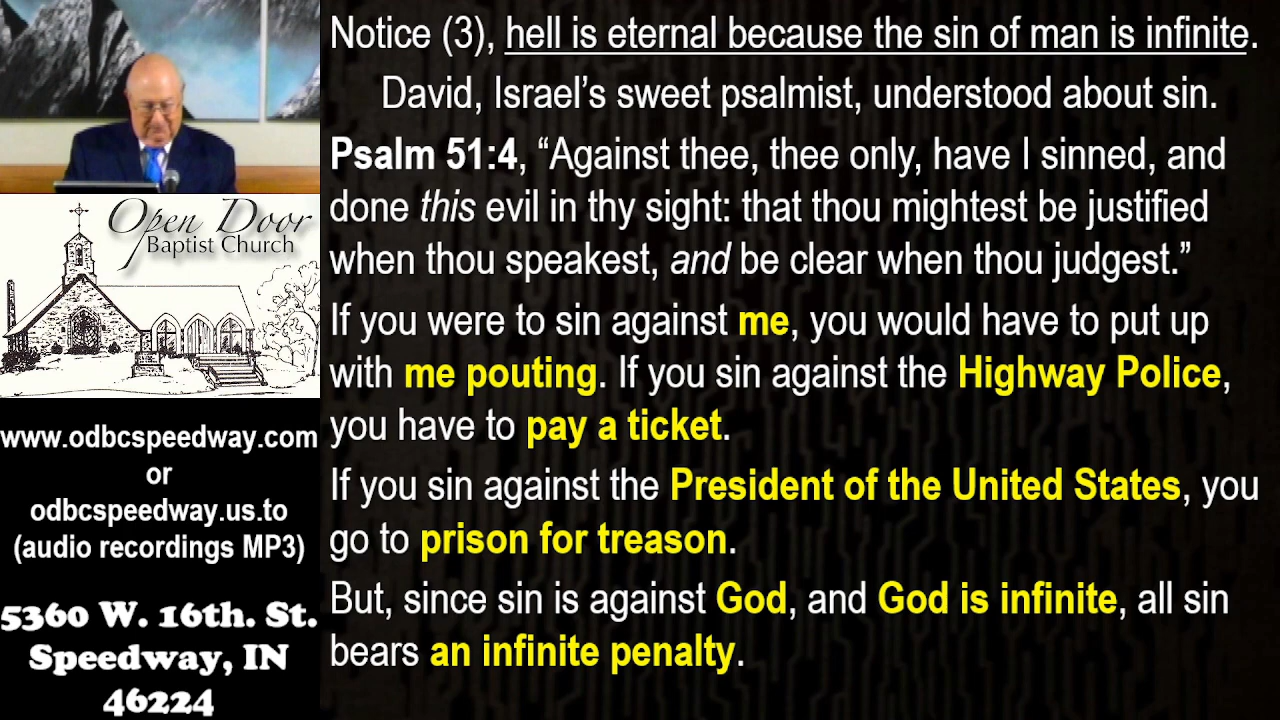 Open Door
Baptist Church
www.odbcspeedway.com
or
odbcspeedway.us.to
(audio recordings MP3)
5360 W. 16th. St.
Speedway, IN
46224
Notice (3), hell is eternal because the sin of man is infinite.
David, Israel’s sweet psalmist, understood about sin.
Psalm 51:4, “Against thee, thee only, have I sinned, and
done this evil in thy sight: that thou mightest be justified
when thou speakest, and be clear when thou judgest.”
If you were to sin against me, you would have to put up
with me pouting. If you sin against the Highway Police,
you have to pay a ticket.
If you sin against the President of the United States, you
go to prison for treason.
But, since sin is against God, and God is infinite, all sin
bears an infinite penalty.